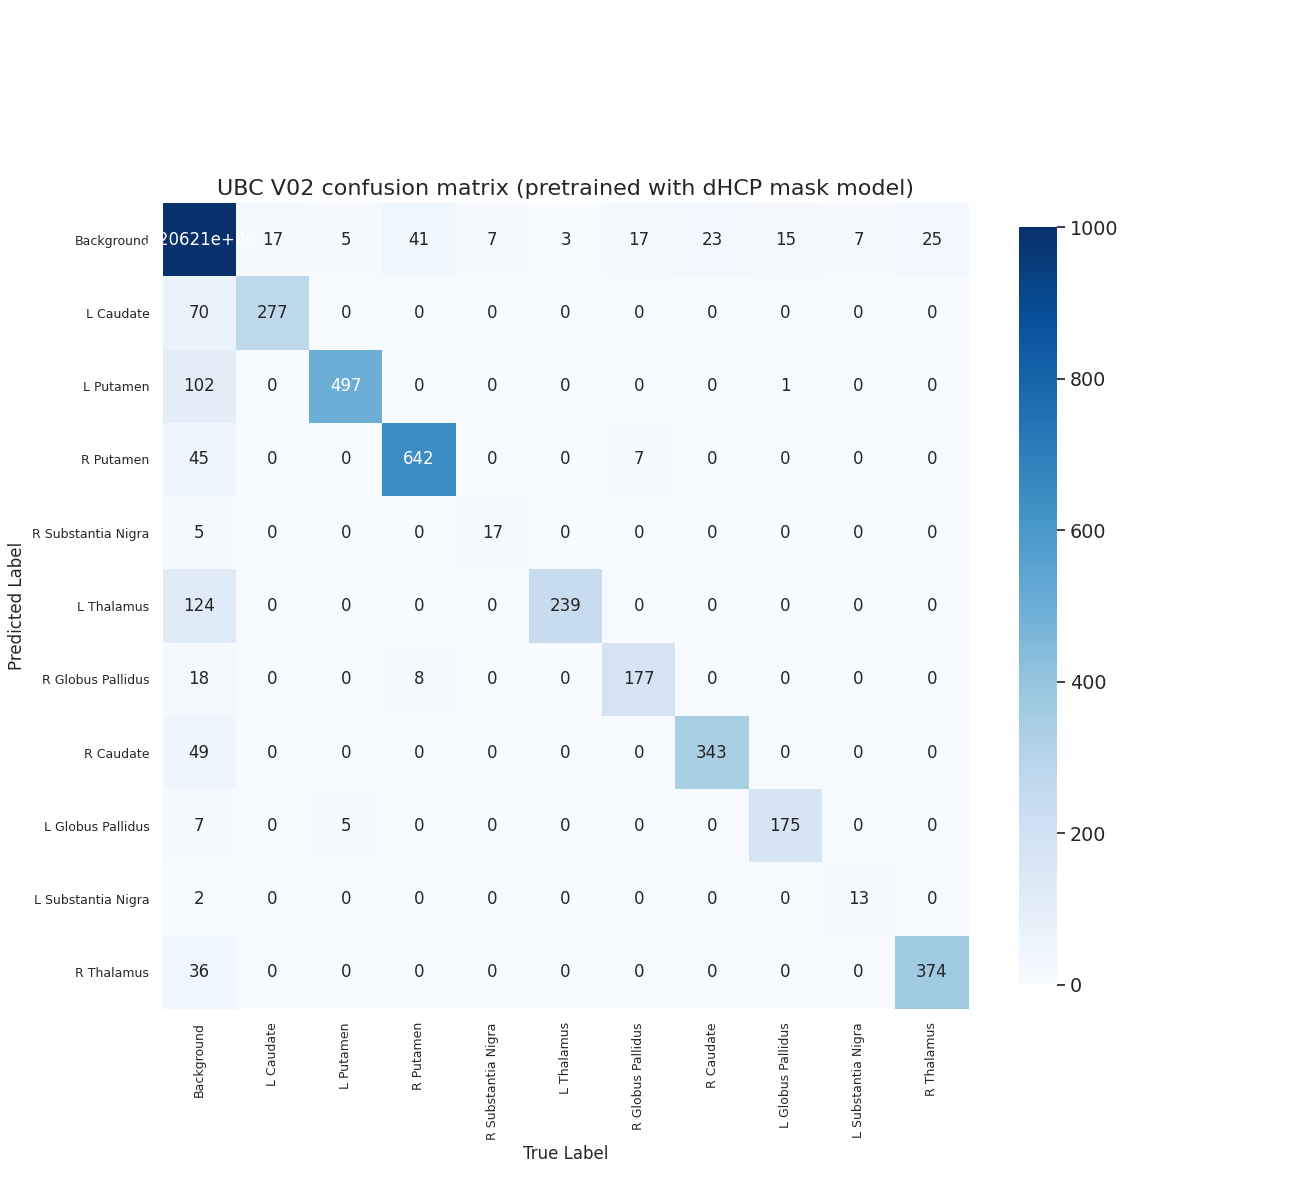 UBC V02 confusion matrix (pretrained with dHCP mask model)
Background 17 5 41 7 3 17 23 15 7 25
L Caudate 70 277 0 0 0 0 0 0 0 0 0
L Putamen 102 0 497 0 0 0 0 0 1 0 0
R Putamen 45 0 0 642 0 0 7 0 0 0 0
R Substantia Nigra 5 0 0 0 17 0 0 0 0 0 0
L Thalamus 124 0 0 0 0 239 0 0 0 0 0
R Globus Pallidus 18 0 0 8 0 0 177 0 0 0 0
R Caudate 49 0 0 0 0 0 0 343 0 0 0
L Globus Pallidus 7 0 5 0 0 0 0 0 175 0 0
L Substantia Nigra 2 0 0 0 0 0 0 0 0 13 0
R Thalamus 36 0 0 0 0 0 0 0 0 0 374
Predicted Label
Background
L Caudate
L Putamen
R Putamen
R Substantia Nigra
L Thalamus
R Globus Pallidus
R Caudate
L Globus Pallidus
L Substantia Nigra
R Thalamus
True Label
1000
800
600
400
200
0